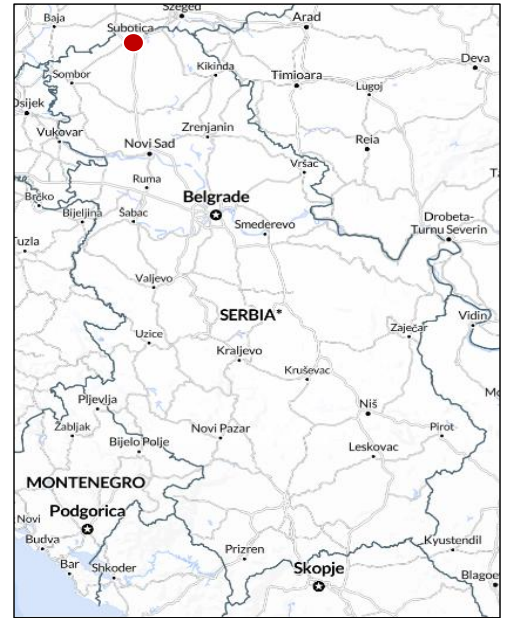 Szeged
Baja
Arad
Subotica
Deva
Sombor
Kikinda
Timioara
Lugoj
Osijek
Vukovar
Zrenjanin
Reia
Novi Sad
Vršac
Ruma
Brčko
Belgrade
Bijeljina
Šabac
Smederevo
Drobeta-
Turnu Severin
Tuzla
Valjevo
SERBIA*
Vidin
Zaječar
Uzice
Kraljevo
Kruševac
Pljevlja
Niš
Žabljak
Novi Pazar
Pirot
Bijelo Polje
Leskovac
MONTENEGRO
Podgorica
Novi
Budva
Kyustendil
Prizren
Bar
Shkoder
Skopje
Blagoe